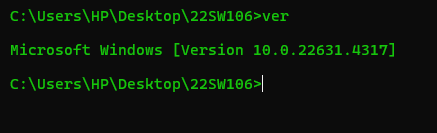 C:\Users\HP\Desktop\22SW106>ver
Microsoft Windows [Version 10.0.22631.4317]
C:\Users\HP\Desktop\22SW106>